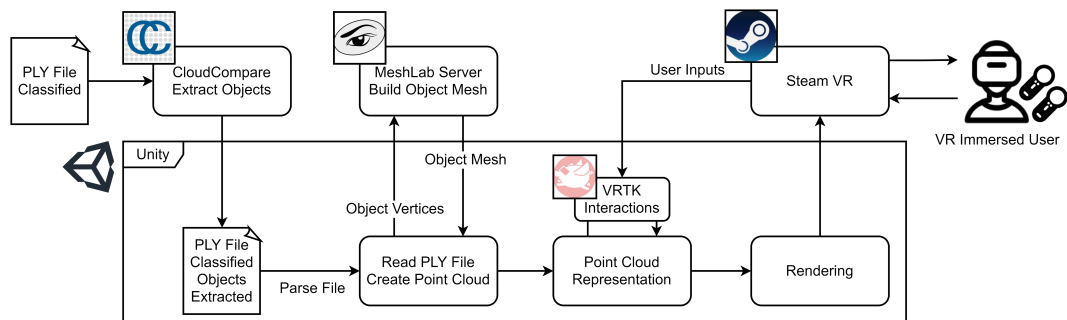 PLY File
Classified
CloudCompare
Extract Objects
MeshLab Server
Build Object Mesh
User Inputs
Steam VR
VR Immersed User
Unity
Object Mesh
Object Vertices
VRTK
Interactions
PLY File
Classified
Objects
Extracted
Parse File
Read PLY File
Create Point Cloud
Point Cloud
Representation
Rendering